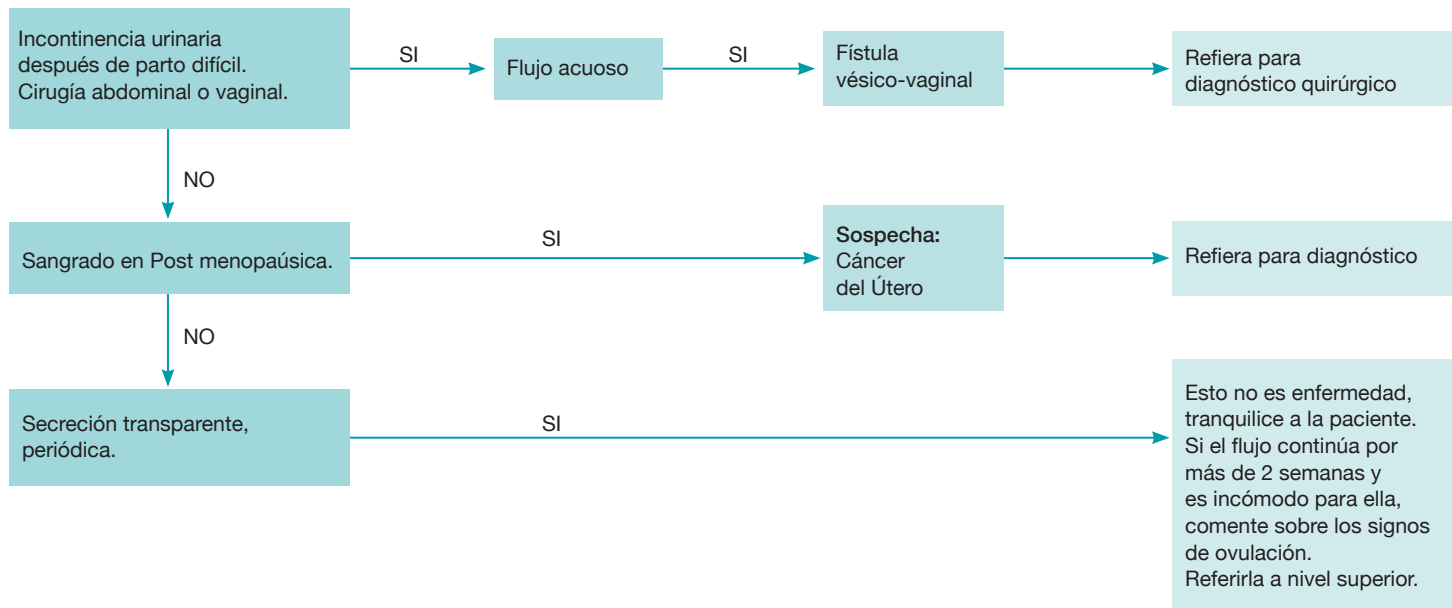 Incontinencia urinaria
después de parto difícil.
Cirugía abdominal o vaginal.
SI
Flujo acuoso
SI
Fístula
vésico-vaginal
Refiera para
diagnóstico quirúrgico
NO
Sangrado en Post menopaúsica.
SI
Sospecha:
Cáncer
del Útero
Refiera para diagnóstico
NO
Secreción transparente,
periódica.
SI
Esto no es enfermedad,
tranquilice a la paciente.
Si el flujo continúa por
más de 2 semanas y
es incómodo para ella,
comente sobre los signos
de ovulación.
Referirla a nivel superior.